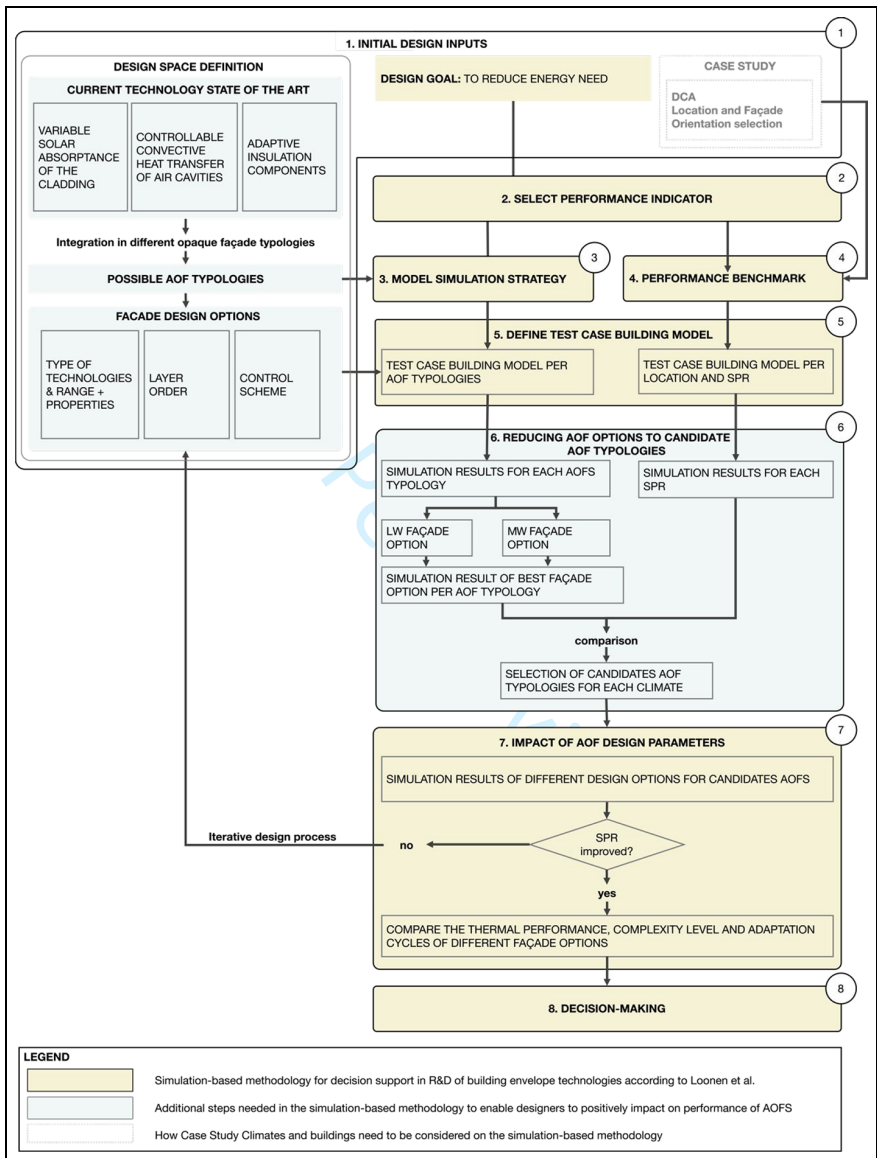 1
1. INITIAL DESIGN INPUTS
DESIGN SPACE DEFINITION
CURRENT TECHNOLOGY STATE OF THE ART
VARIABLE
SOLAR
ABSORPTANCE
OF THE
CLADDING
CONTROLLABLE
CONVECTIVE
HEAT TRANSFER
OF AIR CAVITIES
ADAPTIVE
INSULATION
COMPONENTS
Integration in different opaque façade typologies
POSSIBLE AOF TYPOLOGIES
FACADE DESIGN OPTIONS
TYPE OF
TECHNOLOGIES
& RANGE +
PROPERTIES
LAYER
ORDER
CONTROL
SCHEME
DESIGN GOAL: TO REDUCE ENERGY NEED
CASE STUDY
DCA
Location and Façade
Orientation selection
2
2. SELECT PERFORMANCE INDICATOR
3
3. MODEL SIMULATION STRATEGY
4
4. PERFORMANCE BENCHMARK
5
5. DEFINE TEST CASE BUILDING MODEL
TEST CASE BUILDING MODEL PER
AOF TYPOLOGIES
TEST CASE BUILDING MODEL PER
LOCATION AND SPR
6
6. REDUCING AOF OPTIONS TO CANDIDATE
AOF TYPOLOGIES
SIMULATION RESULTS FOR EACH AOFS
TYPOLOGY
SIMULATION RESULTS FOR EACH
SPR
LW FAÇADE
OPTION
MW FAÇADE
OPTION
SIMULATION RESULT OF BEST FAÇADE
OPTION PER AOF TYPOLOGY
comparison
SELECTION OF CANDIDATES AOF
TYPOLOGIES FOR EACH CLIMATE
7
7. IMPACT OF AOF DESIGN PARAMETERS
SIMULATION RESULTS OF DIFFERENT DESIGN OPTIONS FOR CANDIDATES AOFS
SPR
improved?
no
Iterative design process
yes
COMPARE THE THERMAL PERFORMANCE, COMPLEXITY LEVEL AND ADAPTATION
CYCLES OF DIFFERENT FAÇADE OPTIONS
8
8. DECISION-MAKING
LEGEND
Simulation-based methodology for decision support in R&D of building envelope technologies according to Loonen et al.
Additional steps needed in the simulation-based methodology to enable designers to positively impact on performance of AOFS
How Case Study Climates and buildings need to be considered on the simulation-based methodology